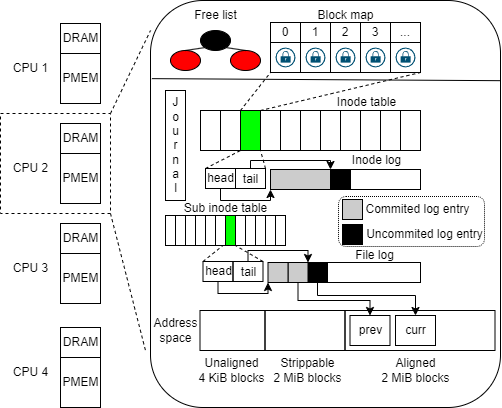 Free list
Block map
0 1 2 3 ...
CPU 1
DRAM
PMEM
CPU 2
DRAM
PMEM
CPU 3
DRAM
PMEM
CPU 4
DRAM
PMEM
Journal
Inode table
Inode log
head tail
Commited log entry
Uncommited log entry
Sub inode table
File log
head tail
Address
space
prev curr
Unaligned
4 KiB blocks
Strippable
2 MiB blocks
Aligned
2 MiB blocks